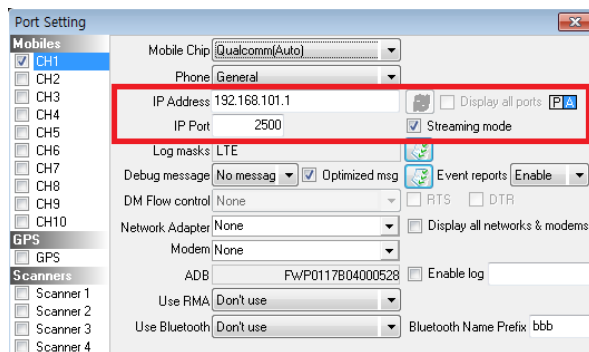 Port Setting
Mobiles
CH1
CH2
CH3
CH4
CH5
CH6
CH7
CH8
CH9
CH10
GPS
GPS
Scanners
Scanner 1
Scanner 2
Scanner 3
Scanner 4
Mobile Chip Qualcomm(Auto)
Phone General
IP Address 192.168.101.1 Display all ports P A
IP Port 2500 Streaming mode
Log masks LTE
Debug message No messag Optimized msg Event reports Enable
DM Flow control None RTS DTR
Network Adapter None Display all networks & modems
Modem None
ADB FWP0117B04000528 Enable log
Use RMA Don't use
Use Bluetooth Don't use Bluetooth Name Prefix bbb